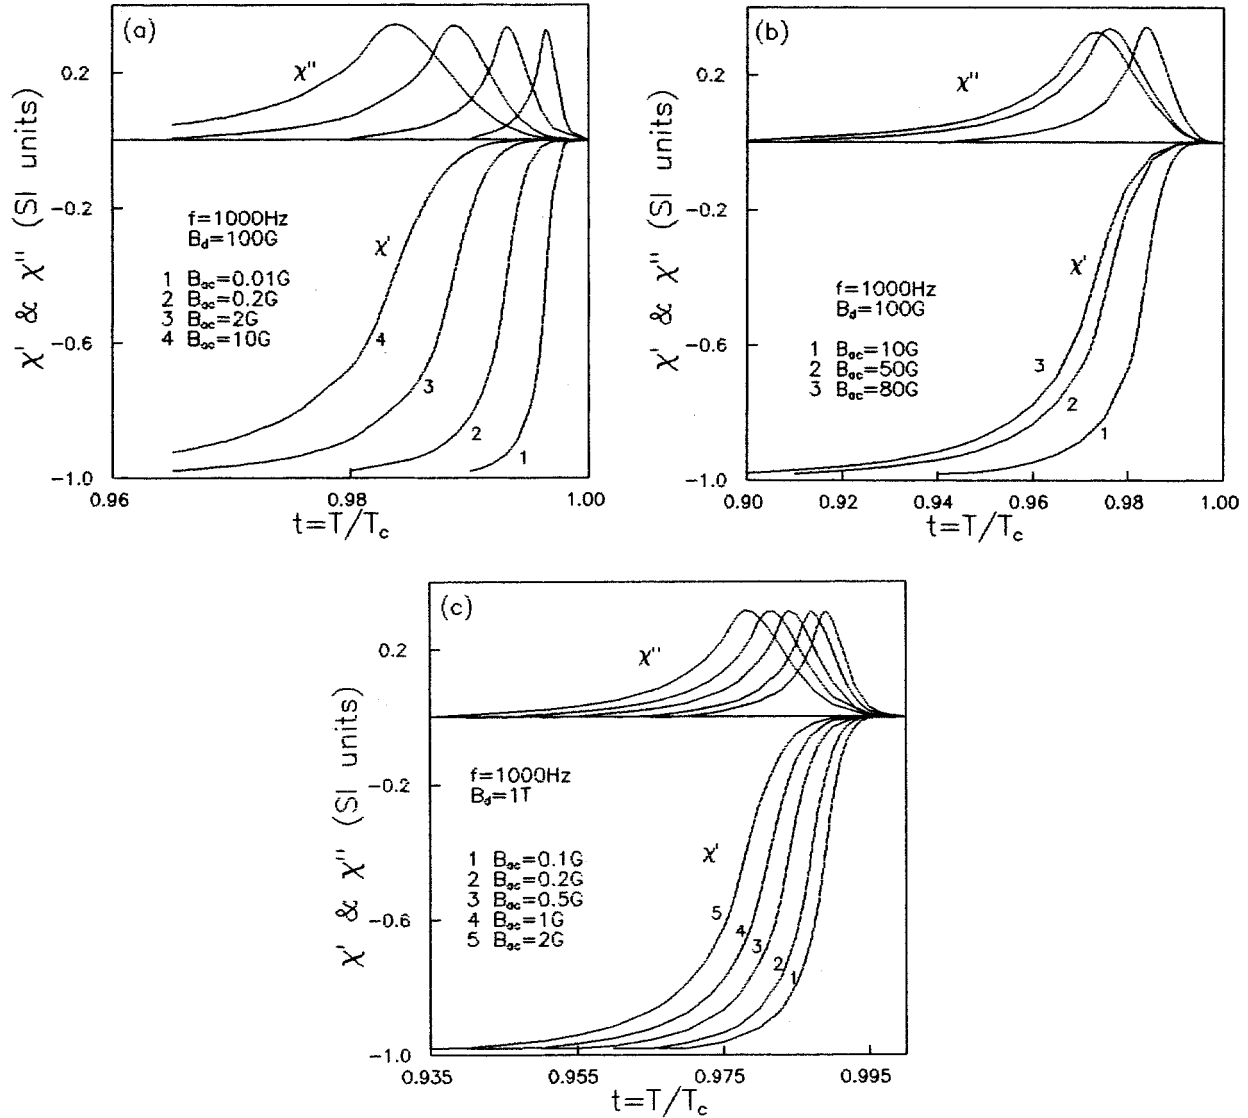 (a)
χ''
0.2
-0.2
-0.6
-1.0
χ' & χ'' (SI units)
f=1000Hz
B_d=100G
χ'
1 B_ac=0.01G
2 B_ac=0.2G
3 B_ac=2G
4 B_ac=10G
4
3
2
1
0.96
0.98
1.00
t=T/T_c
(b)
χ''
0.2
-0.2
-0.6
-1.0
χ' & χ'' (SI units)
χ'
f=1000Hz
B_d=100G
1 B_ac=10G
2 B_ac=50G
3 B_ac=80G
3
2
1
0.90
0.92
0.94
0.96
0.98
1.00
t=T/T_c
(c)
χ''
0.2
-0.2
-0.6
-1.0
χ' & χ'' (SI units)
f=1000Hz
B_d=1T
χ'
1 B_ac=0.1G
2 B_ac=0.2G
3 B_ac=0.5G
4 B_ac=1G
5 B_ac=2G
5
4
3
2
1
0.935
0.955
0.975
0.995
t=T/T_c